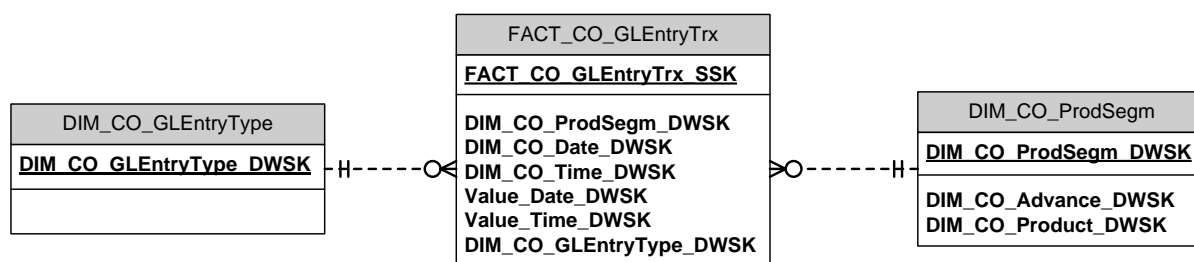 DIM_CO_GLEntryType
DIM_CO_GLEntryType_DWSK
FACT_CO_GLEntryTrx
FACT_CO_GLEntryTrx_SSK
DIM_CO_ProdSegm_DWSK
DIM_CO_Date_DWSK
DIM_CO_Time_DWSK
Value_Date_DWSK
Value_Time_DWSK
DIM_CO_GLEntryType_DWSK
DIM_CO_ProdSegm
DIM_CO_ProdSegm_DWSK
DIM_CO_Advance_DWSK
DIM_CO_Product_DWSK